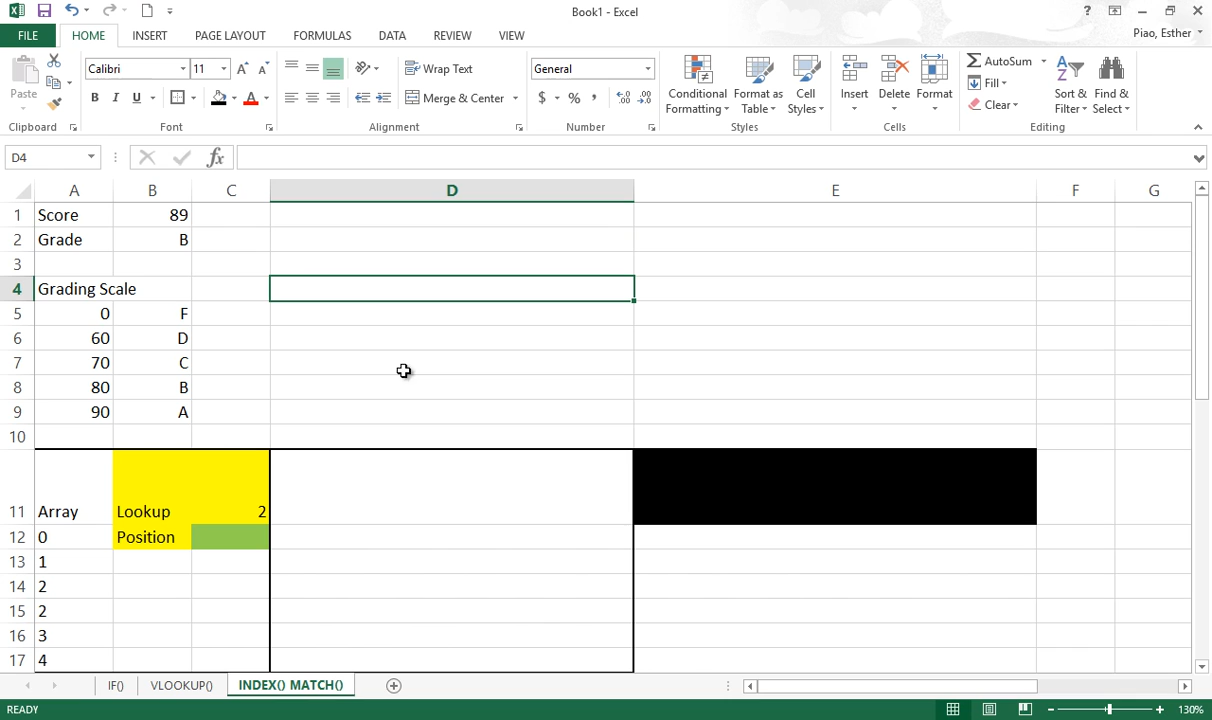 Book1 - Excel
?
FILE HOME INSERT PAGE LAYOUT FORMULAS DATA REVIEW VIEW
Piao, Esther
Paste
Calibri 11
B I U
A
Wrap Text
Merge & Center
General
$ % ,
Conditional Formatting
Format as Table
Cell Styles
Insert
Delete
Format
AutoSum
Fill
Clear
Sort & Filter
Find & Select
Clipboard Font Alignment Number Styles Cells Editing
D4
fx
A B C D E F G
1 Score 89
2 Grade B
3
4 Grading Scale
5 0 F
6 60 D
7 70 C
8 80 B
9 90 A
10
11 Array Lookup 2
12 0 Position
13 1
14 2
15 2
16 3
17 4
IF() VLOOKUP() INDEX() MATCH()
READY
130%